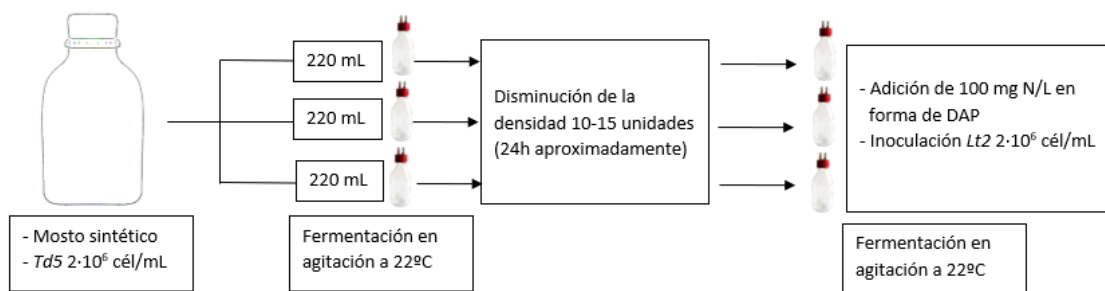 - Mosto sintético
- Td5 2·10⁶ cél/mL
220 mL
220 mL
220 mL
Fermentación en
agitación a 22ºC
Disminución de la
densidad 10-15 unidades
(24h aproximadamente)
- Adición de 100 mg N/L en
forma de DAP
- Inoculación Lt2 2·10⁶ cél/mL
Fermentación en
agitación a 22ºC